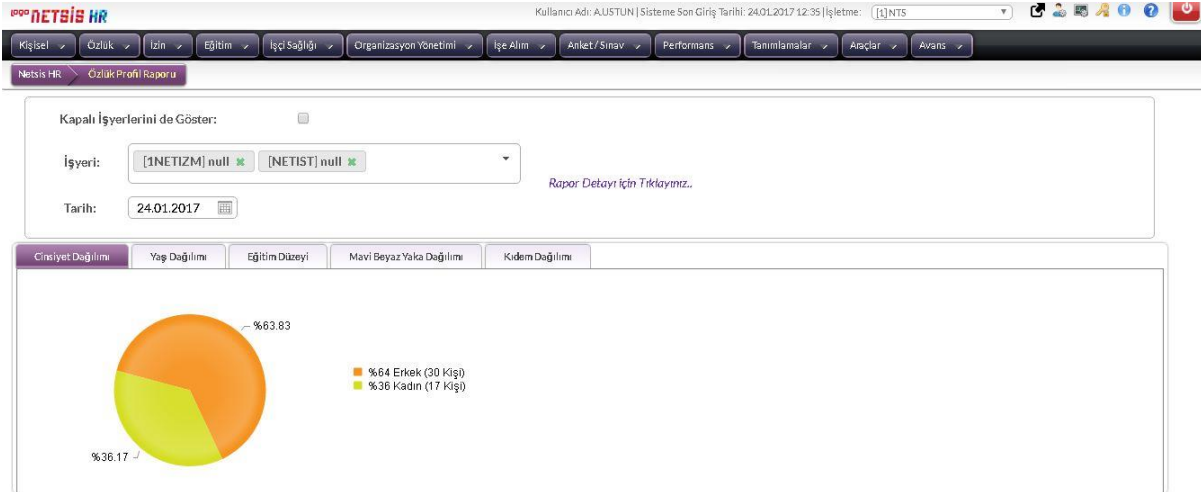 logo NETSİS HR
Kullanıcı Adı: A.USTUN | Sisteme Son Giriş Tarihi: 24.01.2017 12:35 | İşletme: [1] NTS
Kişisel Özlük İzin Eğitim İşçi Sağlığı Organizasyon Yönetimi İşe Alım Anket / Sınav Performans Tanımlamalar Araçlar Avans
Netsis HR Özlük Profil Raporu
Kapalı İşyerlerini de Göster:
İşyeri: [1NETIZM] null [NETIST] null
Rapor Detayı için Tıklayınız..
Tarih: 24.01.2017
Cinsiyet Dağılımı Yaş Dağılımı Eğitim Düzeyi Mavi Beyaz Yaka Dağılımı Kıdem Dağılımı
%63.83
%64 Erkek (30 Kişi)
%36 Kadın (17 Kişi)
%36.17